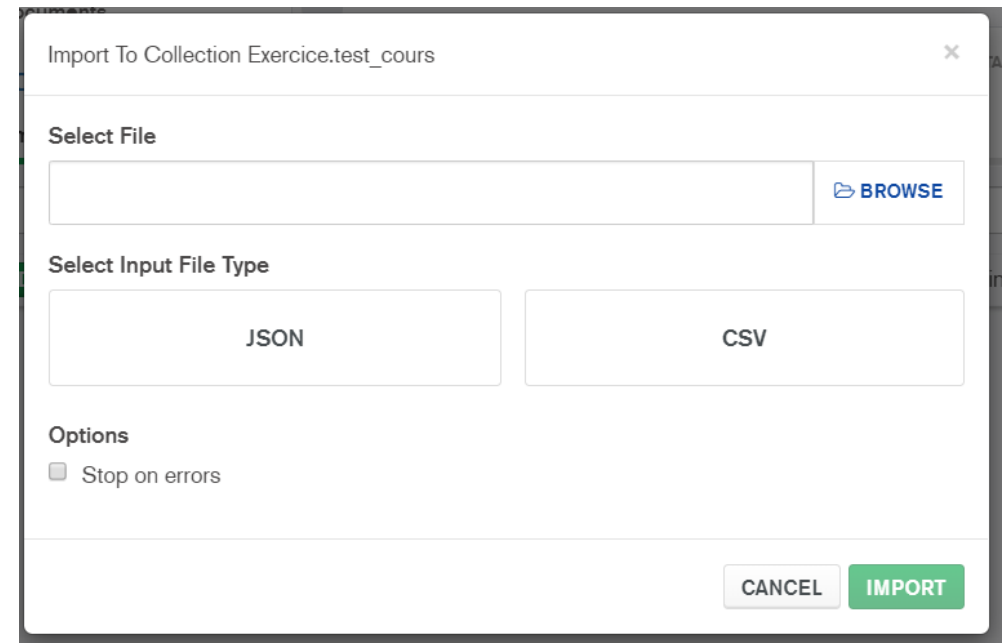 ocuments
Import To Collection Exercice.test_cours
×
Select File
BROWSE
Select Input File Type
JSON
CSV
Options
Stop on errors
CANCEL
IMPORT